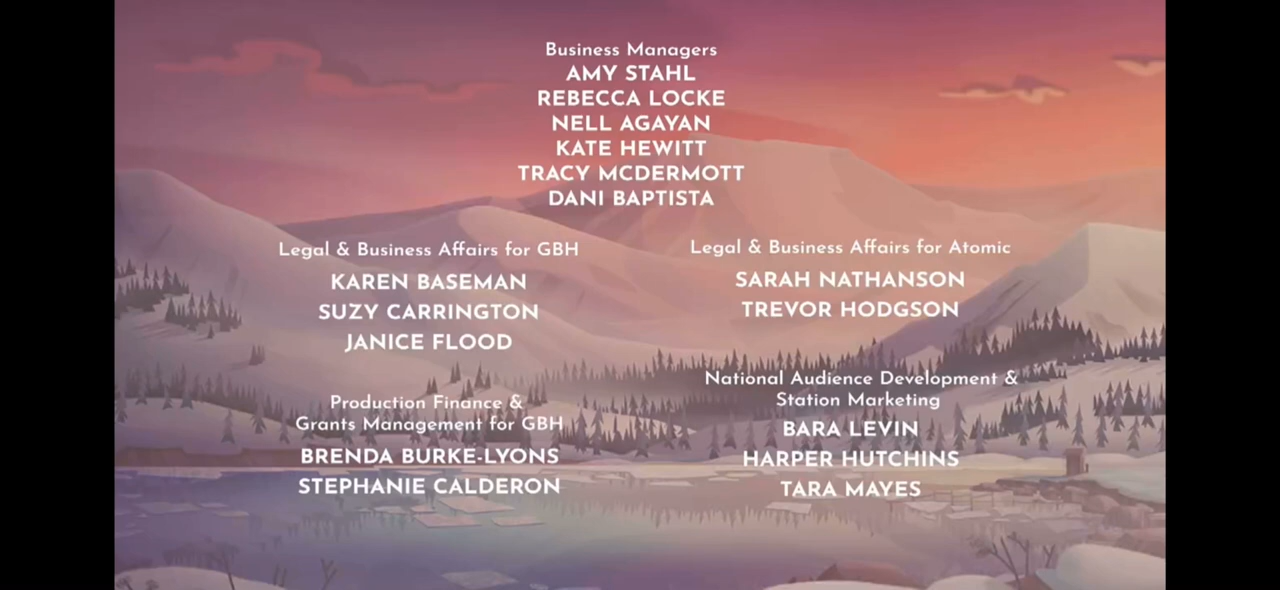 Business Managers
AMY STAHL
REBECCA LOCKE
NELL AGAYAN
KATE HEWITT
TRACY MCDERMOTT
DANI BAPTISTA
Legal & Business Affairs for GBH
KAREN BASEMAN
SUZY CARRINGTON
JANICE FLOOD
Legal & Business Affairs for Atomic
SARAH NATHANSON
TREVOR HODGSON
Production Finance &
Grants Management for GBH
BRENDA BURKE-LYONS
STEPHANIE CALDERON
National Audience Development &
Station Marketing
BARA LEVIN
HARPER HUTCHINS
TARA MAYES